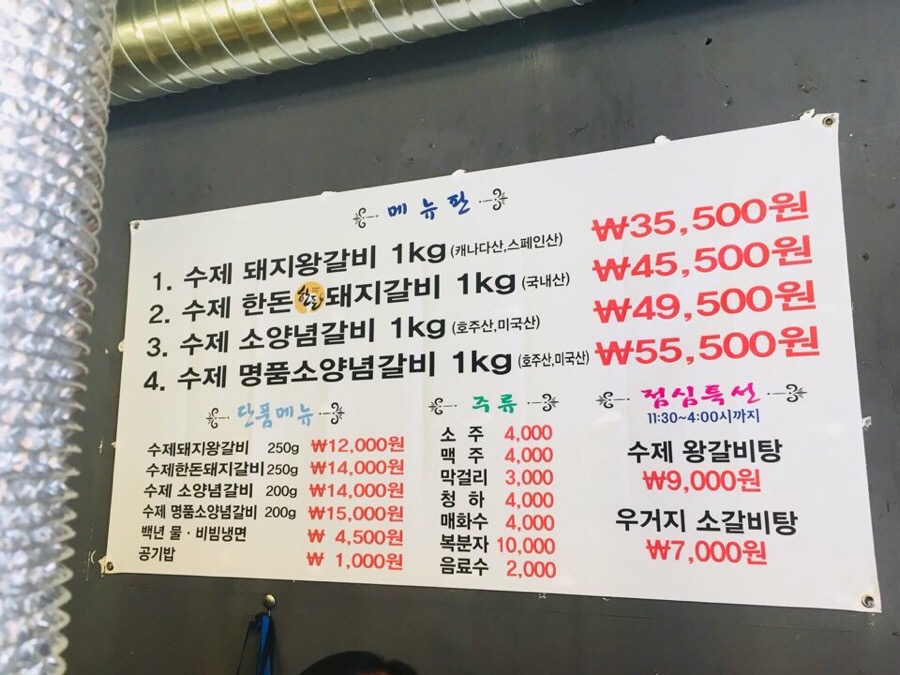 메뉴판
1. 수제 돼지왕갈비 1kg (캐나다산,스페인산) ₩35,500원
2. 수제 한돈 한돈 돼지갈비 1kg (국내산) ₩45,500원
3. 수제 소양념갈비 1kg (호주산,미국산) ₩49,500원
4. 수제 명품소양념갈비 1kg (호주산,미국산) ₩55,500원
단품메뉴
수제돼지왕갈비 250g ₩12,000원
수제한돈돼지갈비 250g ₩14,000원
수제 소양념갈비 200g ₩14,000원
수제 명품소양념갈비 200g ₩15,000원
백년 물·비빔냉면 ₩ 4,500원
공기밥 ₩ 1,000원
주류
소 주 4,000
맥 주 4,000
막걸리 3,000
청 하 4,000
매화수 4,000
복분자 10,000
음료수 2,000
점심특선
11:30~4:00시까지
수제 왕갈비탕
₩9,000원
우거지 소갈비탕
₩7,000원